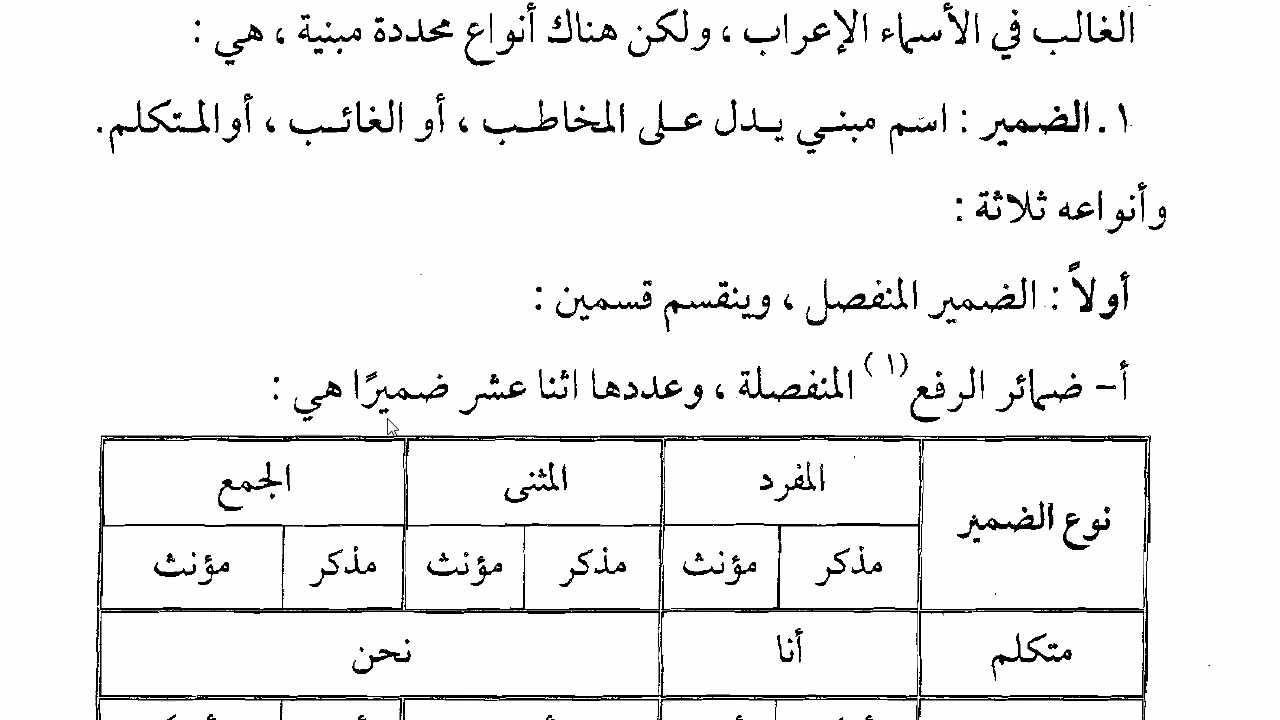 الغالب في الأسماء الإعراب ، ولكن هناك أنواع محددة مبنية ، هي :
١.الضمير : اسم مبني يدل على المخاطب ، أو الغائب ، أوالمتكلم.
وأنواعه ثلاثة :
أولاً : الضمير المنفصل ، وينقسم قسمين :
أ– ضمائر الرفع(١) المنفصلة ، وعددها اثنا عشر ضميرًا هي :
نوع الضمير المفرد المثنى الجمع
مذكر مؤنث مذكر مؤنث مذكر مؤنث
متكلم أنا نحن